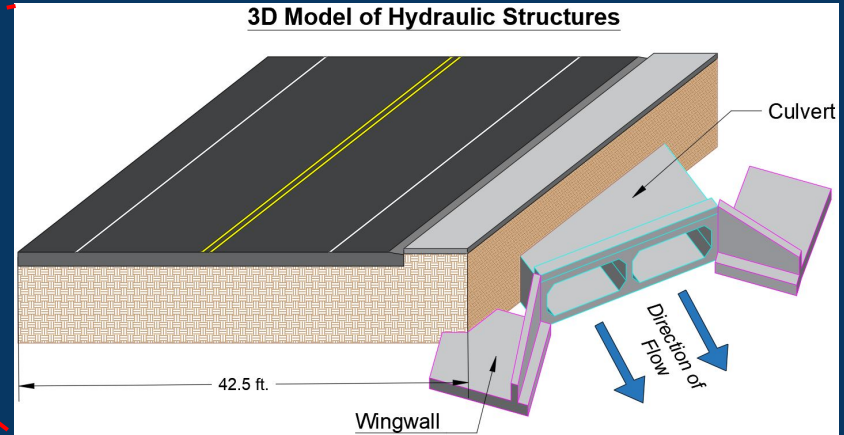 3D Model of Hydraulic Structures
Culvert
Direction of
Flow
42.5 ft.
Wingwall